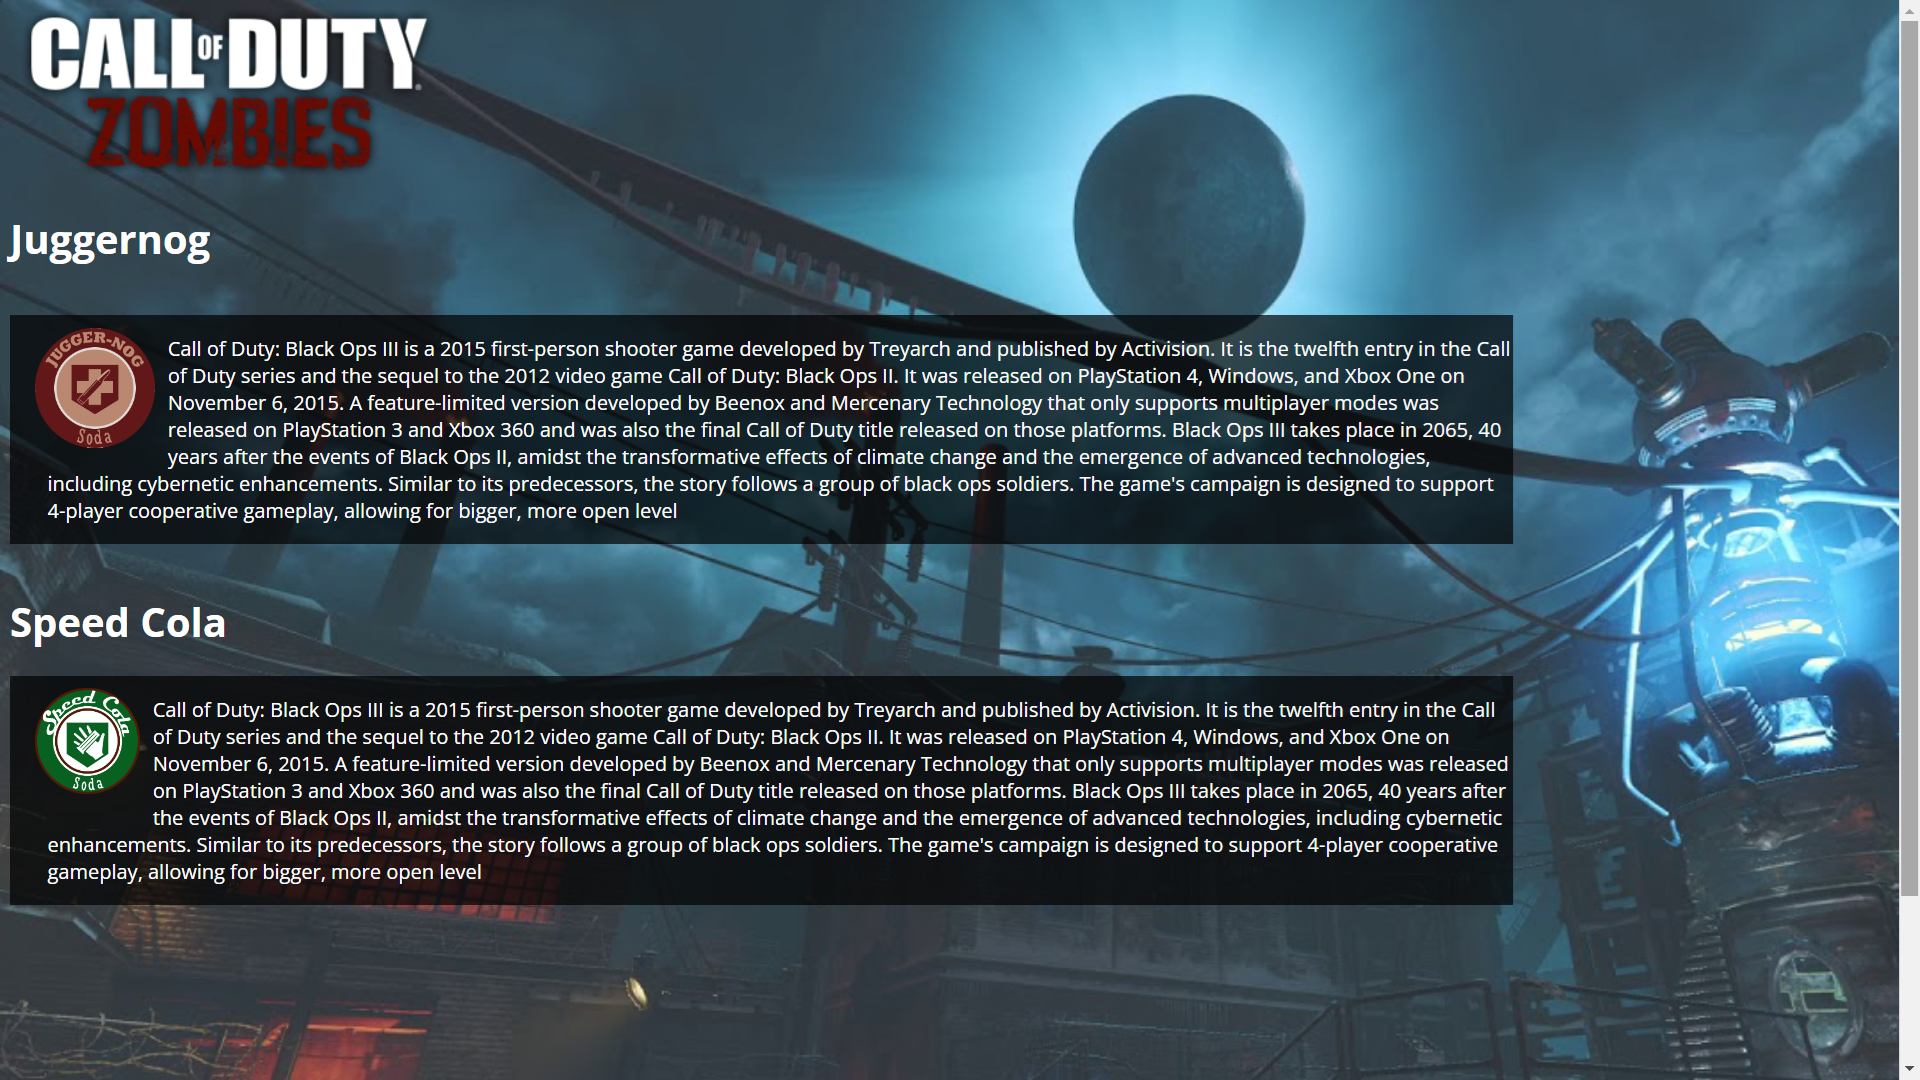 CALL OF DUTY
ZOMBIES
Juggernog
JUGGER-NOG
Soda
Call of Duty: Black Ops III is a 2015 first-person shooter game developed by Treyarch and published by Activision. It is the twelfth entry in the Call
of Duty series and the sequel to the 2012 video game Call of Duty: Black Ops II. It was released on PlayStation 4, Windows, and Xbox One on
November 6, 2015. A feature-limited version developed by Beenox and Mercenary Technology that only supports multiplayer modes was
released on PlayStation 3 and Xbox 360 and was also the final Call of Duty title released on those platforms. Black Ops III takes place in 2065, 40
years after the events of Black Ops II, amidst the transformative effects of climate change and the emergence of advanced technologies,
including cybernetic enhancements. Similar to its predecessors, the story follows a group of black ops soldiers. The game's campaign is designed to support
4-player cooperative gameplay, allowing for bigger, more open level
Speed Cola
Speed Cola
Soda
Call of Duty: Black Ops III is a 2015 first-person shooter game developed by Treyarch and published by Activision. It is the twelfth entry in the Call
of Duty series and the sequel to the 2012 video game Call of Duty: Black Ops II. It was released on PlayStation 4, Windows, and Xbox One on
November 6, 2015. A feature-limited version developed by Beenox and Mercenary Technology that only supports multiplayer modes was released
on PlayStation 3 and Xbox 360 and was also the final Call of Duty title released on those platforms. Black Ops III takes place in 2065, 40 years after
the events of Black Ops II, amidst the transformative effects of climate change and the emergence of advanced technologies, including cybernetic
enhancements. Similar to its predecessors, the story follows a group of black ops soldiers. The game's campaign is designed to support 4-player cooperative
gameplay, allowing for bigger, more open level